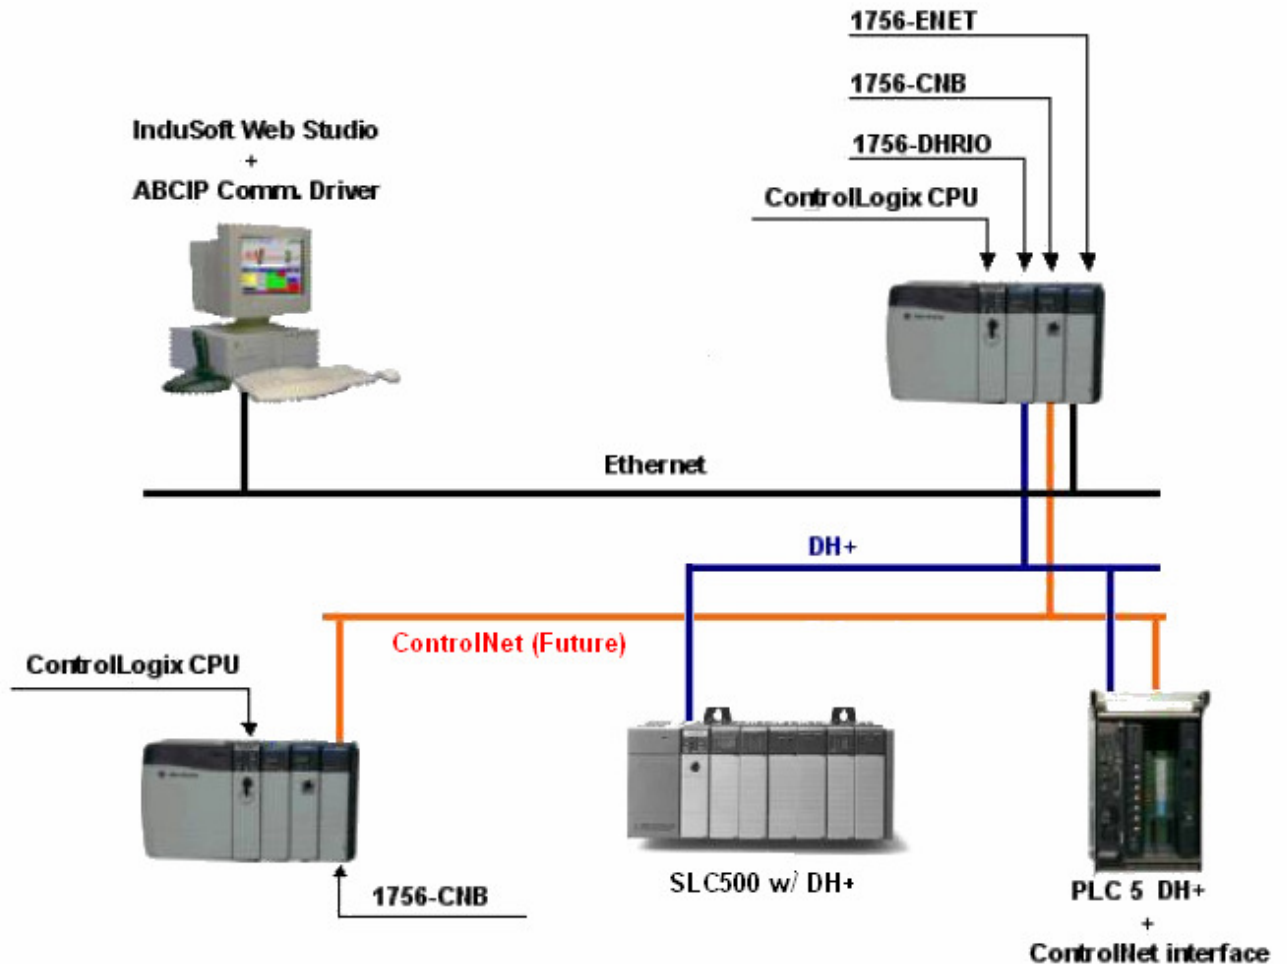 1756-ENET
1756-CNB
1756-DHRIO
ControlLogix CPU
InduSoft Web Studio
+
ABCIP Comm. Driver
Ethernet
DH+
ControlNet (Future)
ControlLogix CPU
1756-CNB
SLC500 w/ DH+
PLC 5 DH+
+
ControlNet interface